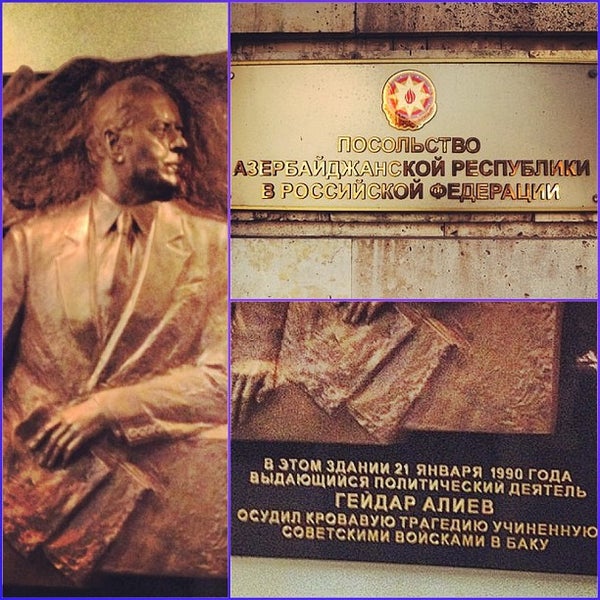 ПОСОЛЬСТВО
АЗЕРБАЙДЖАНСКОЙ РЕСПУБЛИКИ
В РОССИЙСКОЙ ФЕДЕРАЦИИ
В ЭТОМ ЗДАНИИ 21 ЯНВАРЯ 1990 ГОДА
ВЫДАЮЩИЙСЯ ПОЛИТИЧЕСКИЙ ДЕЯТЕЛЬ
ГЕЙДАР АЛИЕВ
ОСУДИЛ КРОВАВУЮ ТРАГЕДИЮ УЧИНЕННУЮ
СОВЕТСКИМИ ВОЙСКАМИ В БАКУ